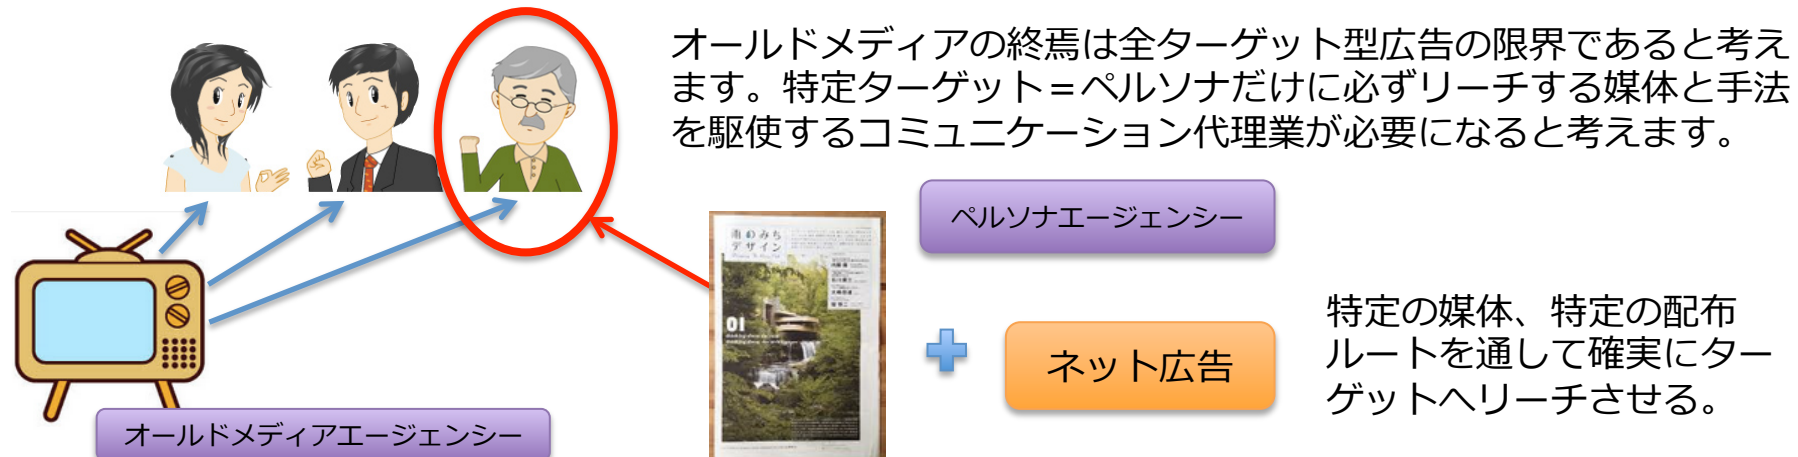 オールドメディアの終焉は全ターゲット型広告の限界であると考え
ます。特定ターゲット＝ペルソナだけに必ずリーチする媒体と手法
を駆使するコミュニケーション代理業が必要になると考えます。
ペルソナエージェンシー
雨のみち
デザイン
01
ネット広告
特定の媒体、特定の配布
ルートを通して確実にター
ゲットへリーチさせる。
オールドメディアエージェンシー